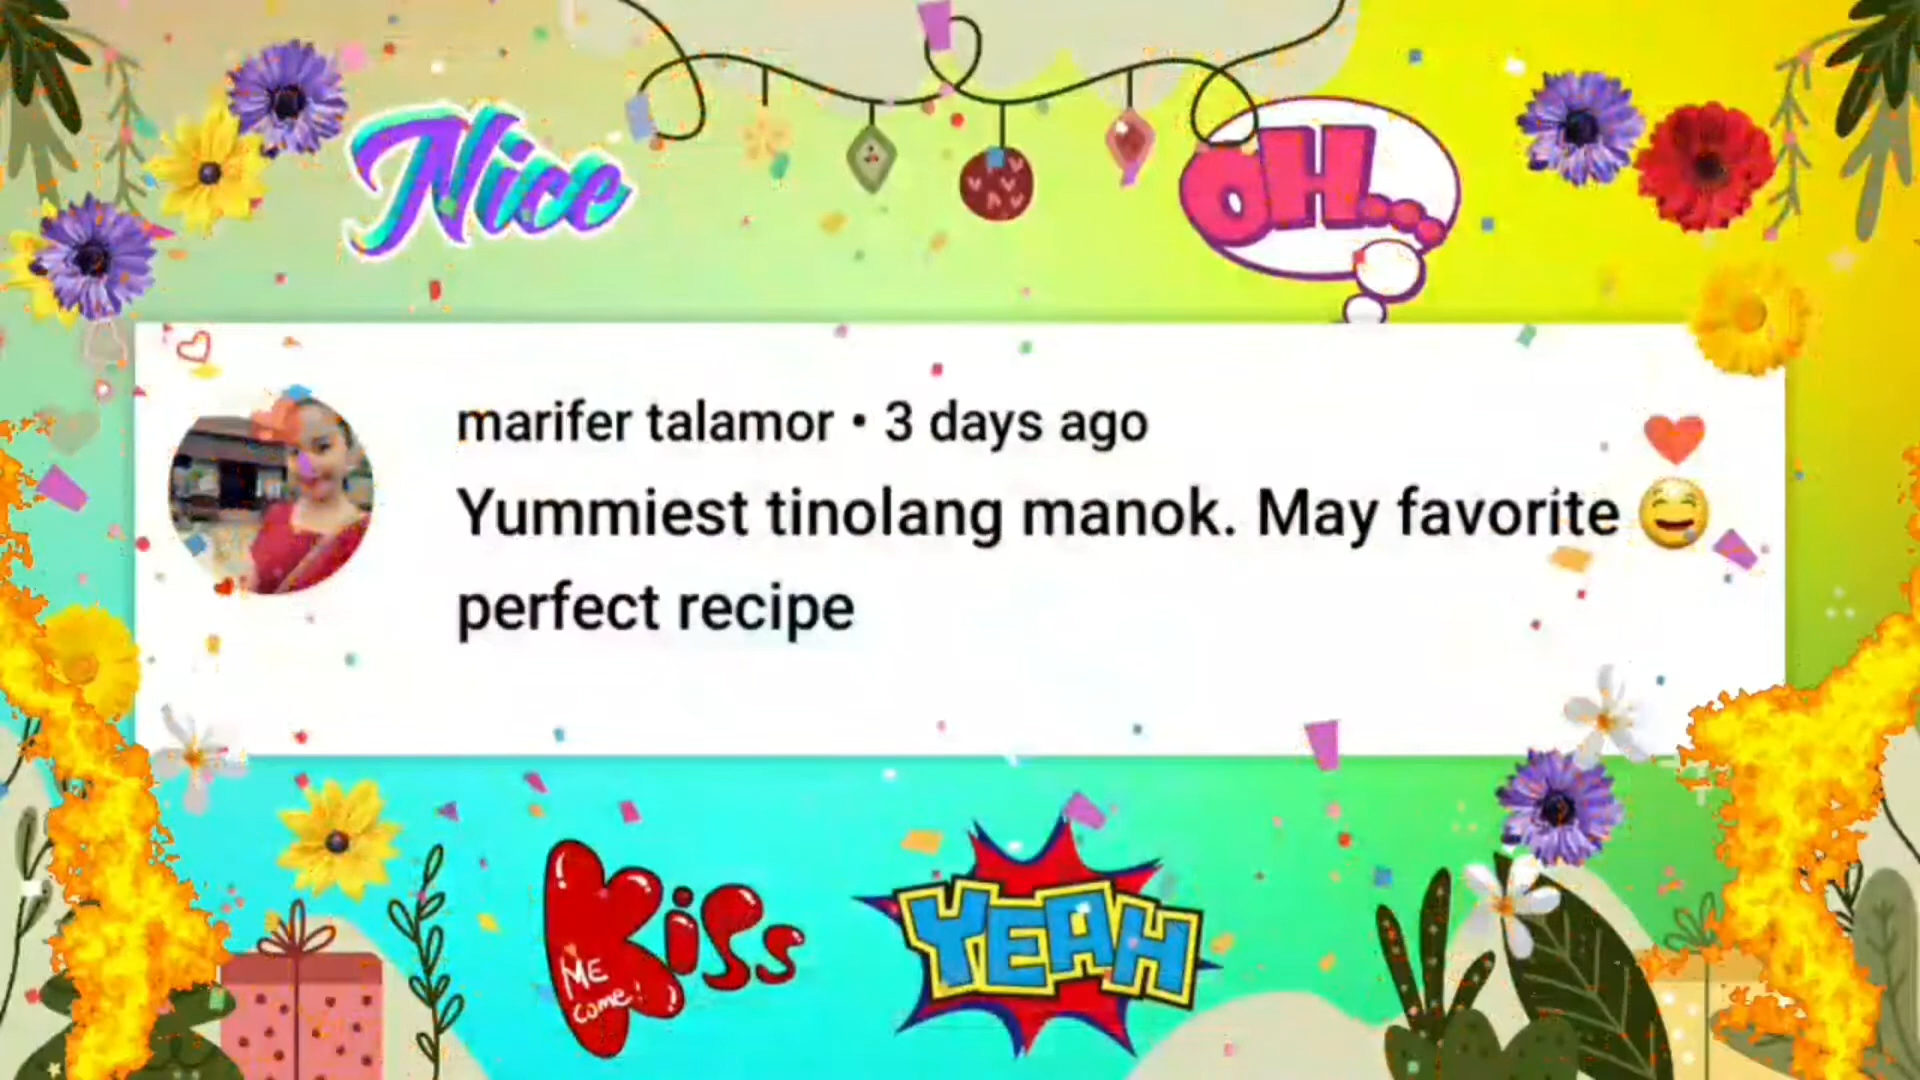 Nice
OH...
marifer talamor • 3 days ago
Yummiest tinolang manok. May favorite 😅
perfect recipe
Kiss
ME
come!
YEAH